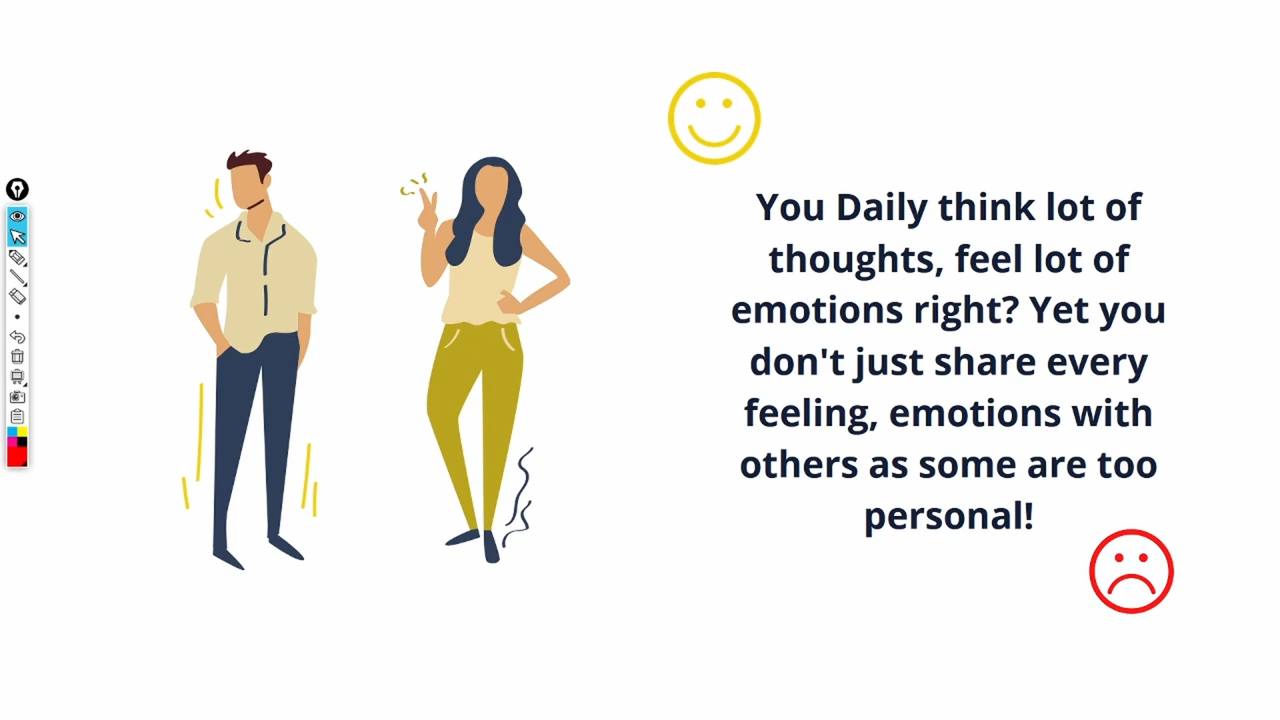 You Daily think lot of
thoughts, feel lot of
emotions right? Yet you
don't just share every
feeling, emotions with
others as some are too
personal!